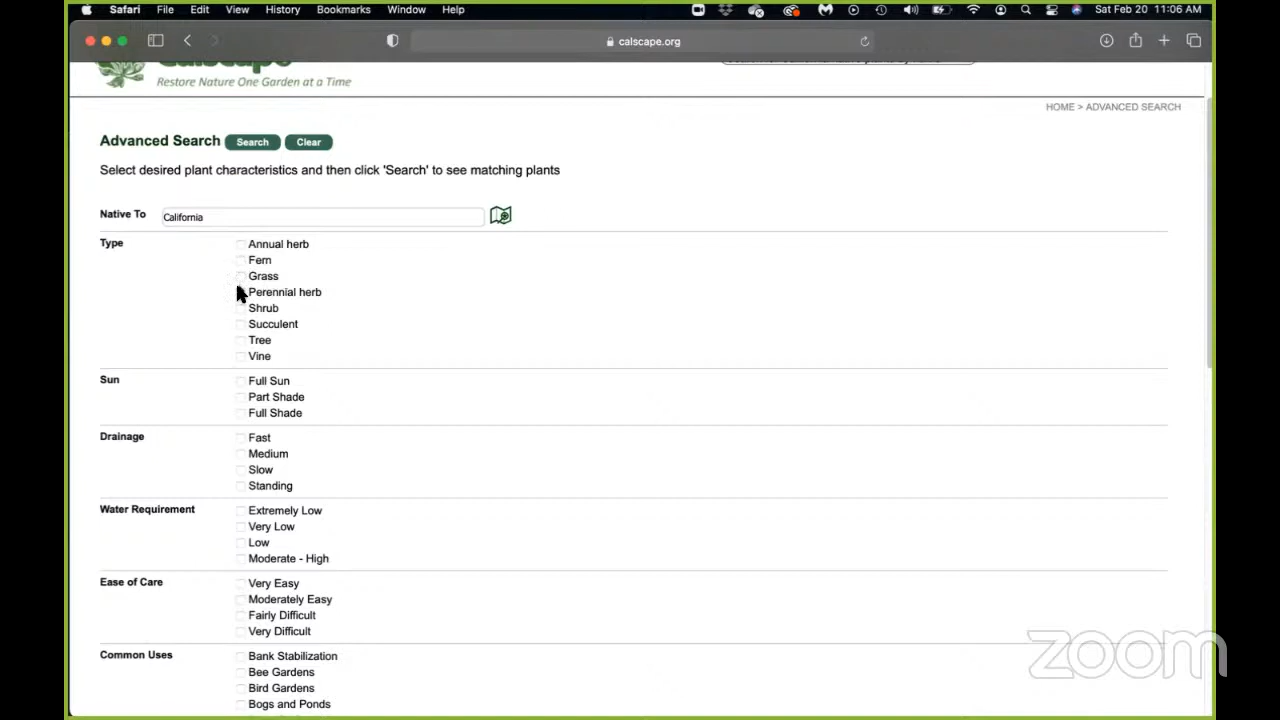 Safari File Edit View History Bookmarks Window Help Sat Feb 20 11:06 AM
calscape.org
Calscape
Restore Nature One Garden at a Time
HOME > ADVANCED SEARCH
Advanced Search Search Clear
Select desired plant characteristics and then click 'Search' to see matching plants
Native To California
Type Annual herb
Fern
Grass
Perennial herb
Shrub
Succulent
Tree
Vine
Sun Full Sun
Part Shade
Full Shade
Drainage Fast
Medium
Slow
Standing
Water Requirement Extremely Low
Very Low
Low
Moderate - High
Ease of Care Very Easy
Moderately Easy
Fairly Difficult
Very Difficult
Common Uses Bank Stabilization
Bee Gardens
Bird Gardens
Bogs and Ponds
zoom